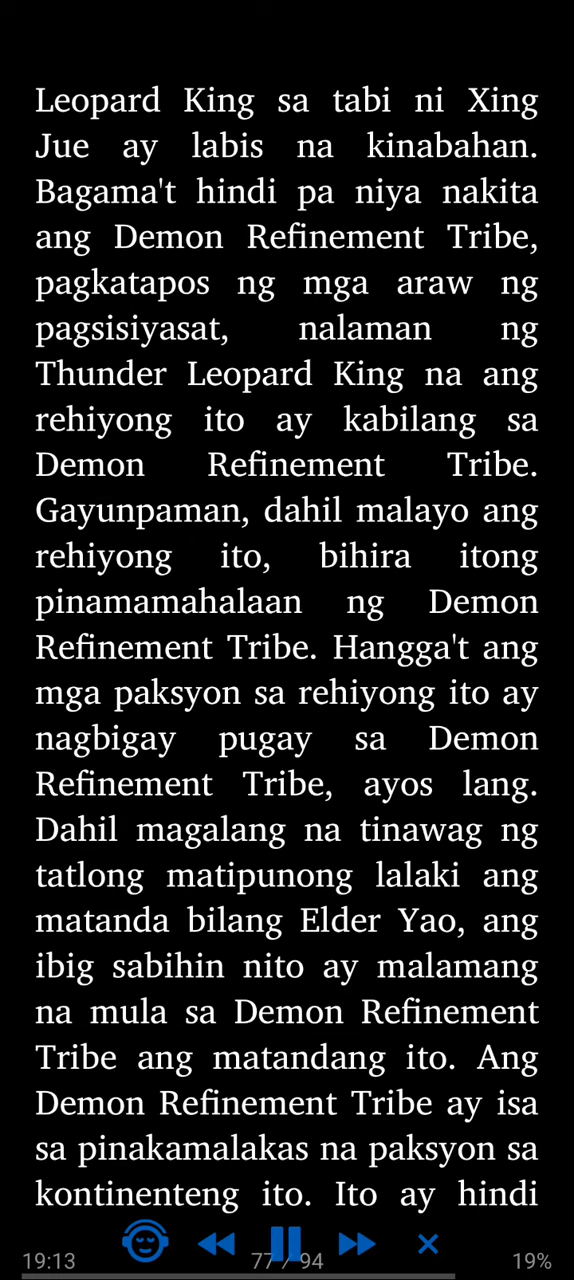 Leopard King sa tabi ni Xing
Jue ay labis na kinabahan.
Bagama't hindi pa niya nakita
ang Demon Refinement Tribe,
pagkatapos ng mga araw ng
pagsisiyasat, nalaman ng
Thunder Leopard King na ang
rehiyong ito ay kabilang sa
Demon Refinement Tribe.
Gayunpaman, dahil malayo ang
rehiyong ito, bihira itong
pinamamahalaan ng Demon
Refinement Tribe. Hangga't ang
mga paksyon sa rehiyong ito ay
nagbigay pugay sa Demon
Refinement Tribe, ayos lang.
Dahil magalang na tinawag ng
tatlong matipunong lalaki ang
matanda bilang Elder Yao, ang
ibig sabihin nito ay malamang
na mula sa Demon Refinement
Tribe ang matandang ito. Ang
Demon Refinement Tribe ay isa
sa pinakamalakas na paksyon sa
kontinenteng ito. Ito ay hindi
19:13 77 / 94 19%